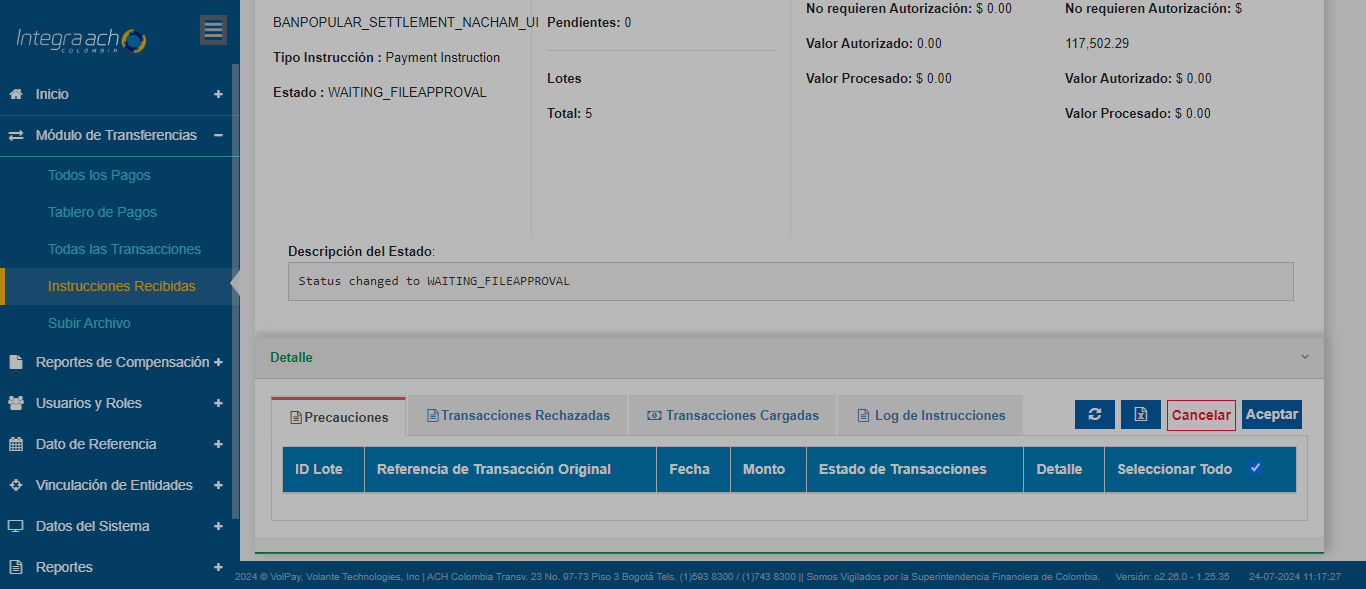 Integra ach
COLOMBIA
Inicio +
Módulo de Transferencias −
Todos los Pagos
Tablero de Pagos
Todas las Transacciones
Instrucciones Recibidas
Subir Archivo
Reportes de Compensación +
Usuarios y Roles +
Dato de Referencia +
Vinculación de Entidades +
Datos del Sistema +
Reportes +
BANPOPULAR_SETTLEMENT_NACHAM_UI
Tipo Instrucción : Payment Instruction
Estado : WAITING_FILEAPPROVAL
Pendientes: 0
Lotes
Total: 5
No requieren Autorización: $ 0.00
Valor Autorizado: 0.00
Valor Procesado: $ 0.00
No requieren Autorización: $
117,502.29
Valor Autorizado: $ 0.00
Valor Procesado: $ 0.00
Descripción del Estado:
Status changed to WAITING_FILEAPPROVAL
Detalle
Precauciones Transacciones Rechazadas Transacciones Cargadas Log de Instrucciones Cancelar Aceptar
ID Lote Referencia de Transacción Original Fecha Monto Estado de Transacciones Detalle Seleccionar Todo
2024 © VolPay, Volante Technologies, Inc | ACH Colombia Transv. 23 No. 97-73 Piso 3 Bogotá Tels. (1)593 8300 / (1)743 8300 || Somos Vigilados por la Superintendencia Financiera de Colombia. Versión: c2.26.0 - 1.25.35 24-07-2024 11:17:27